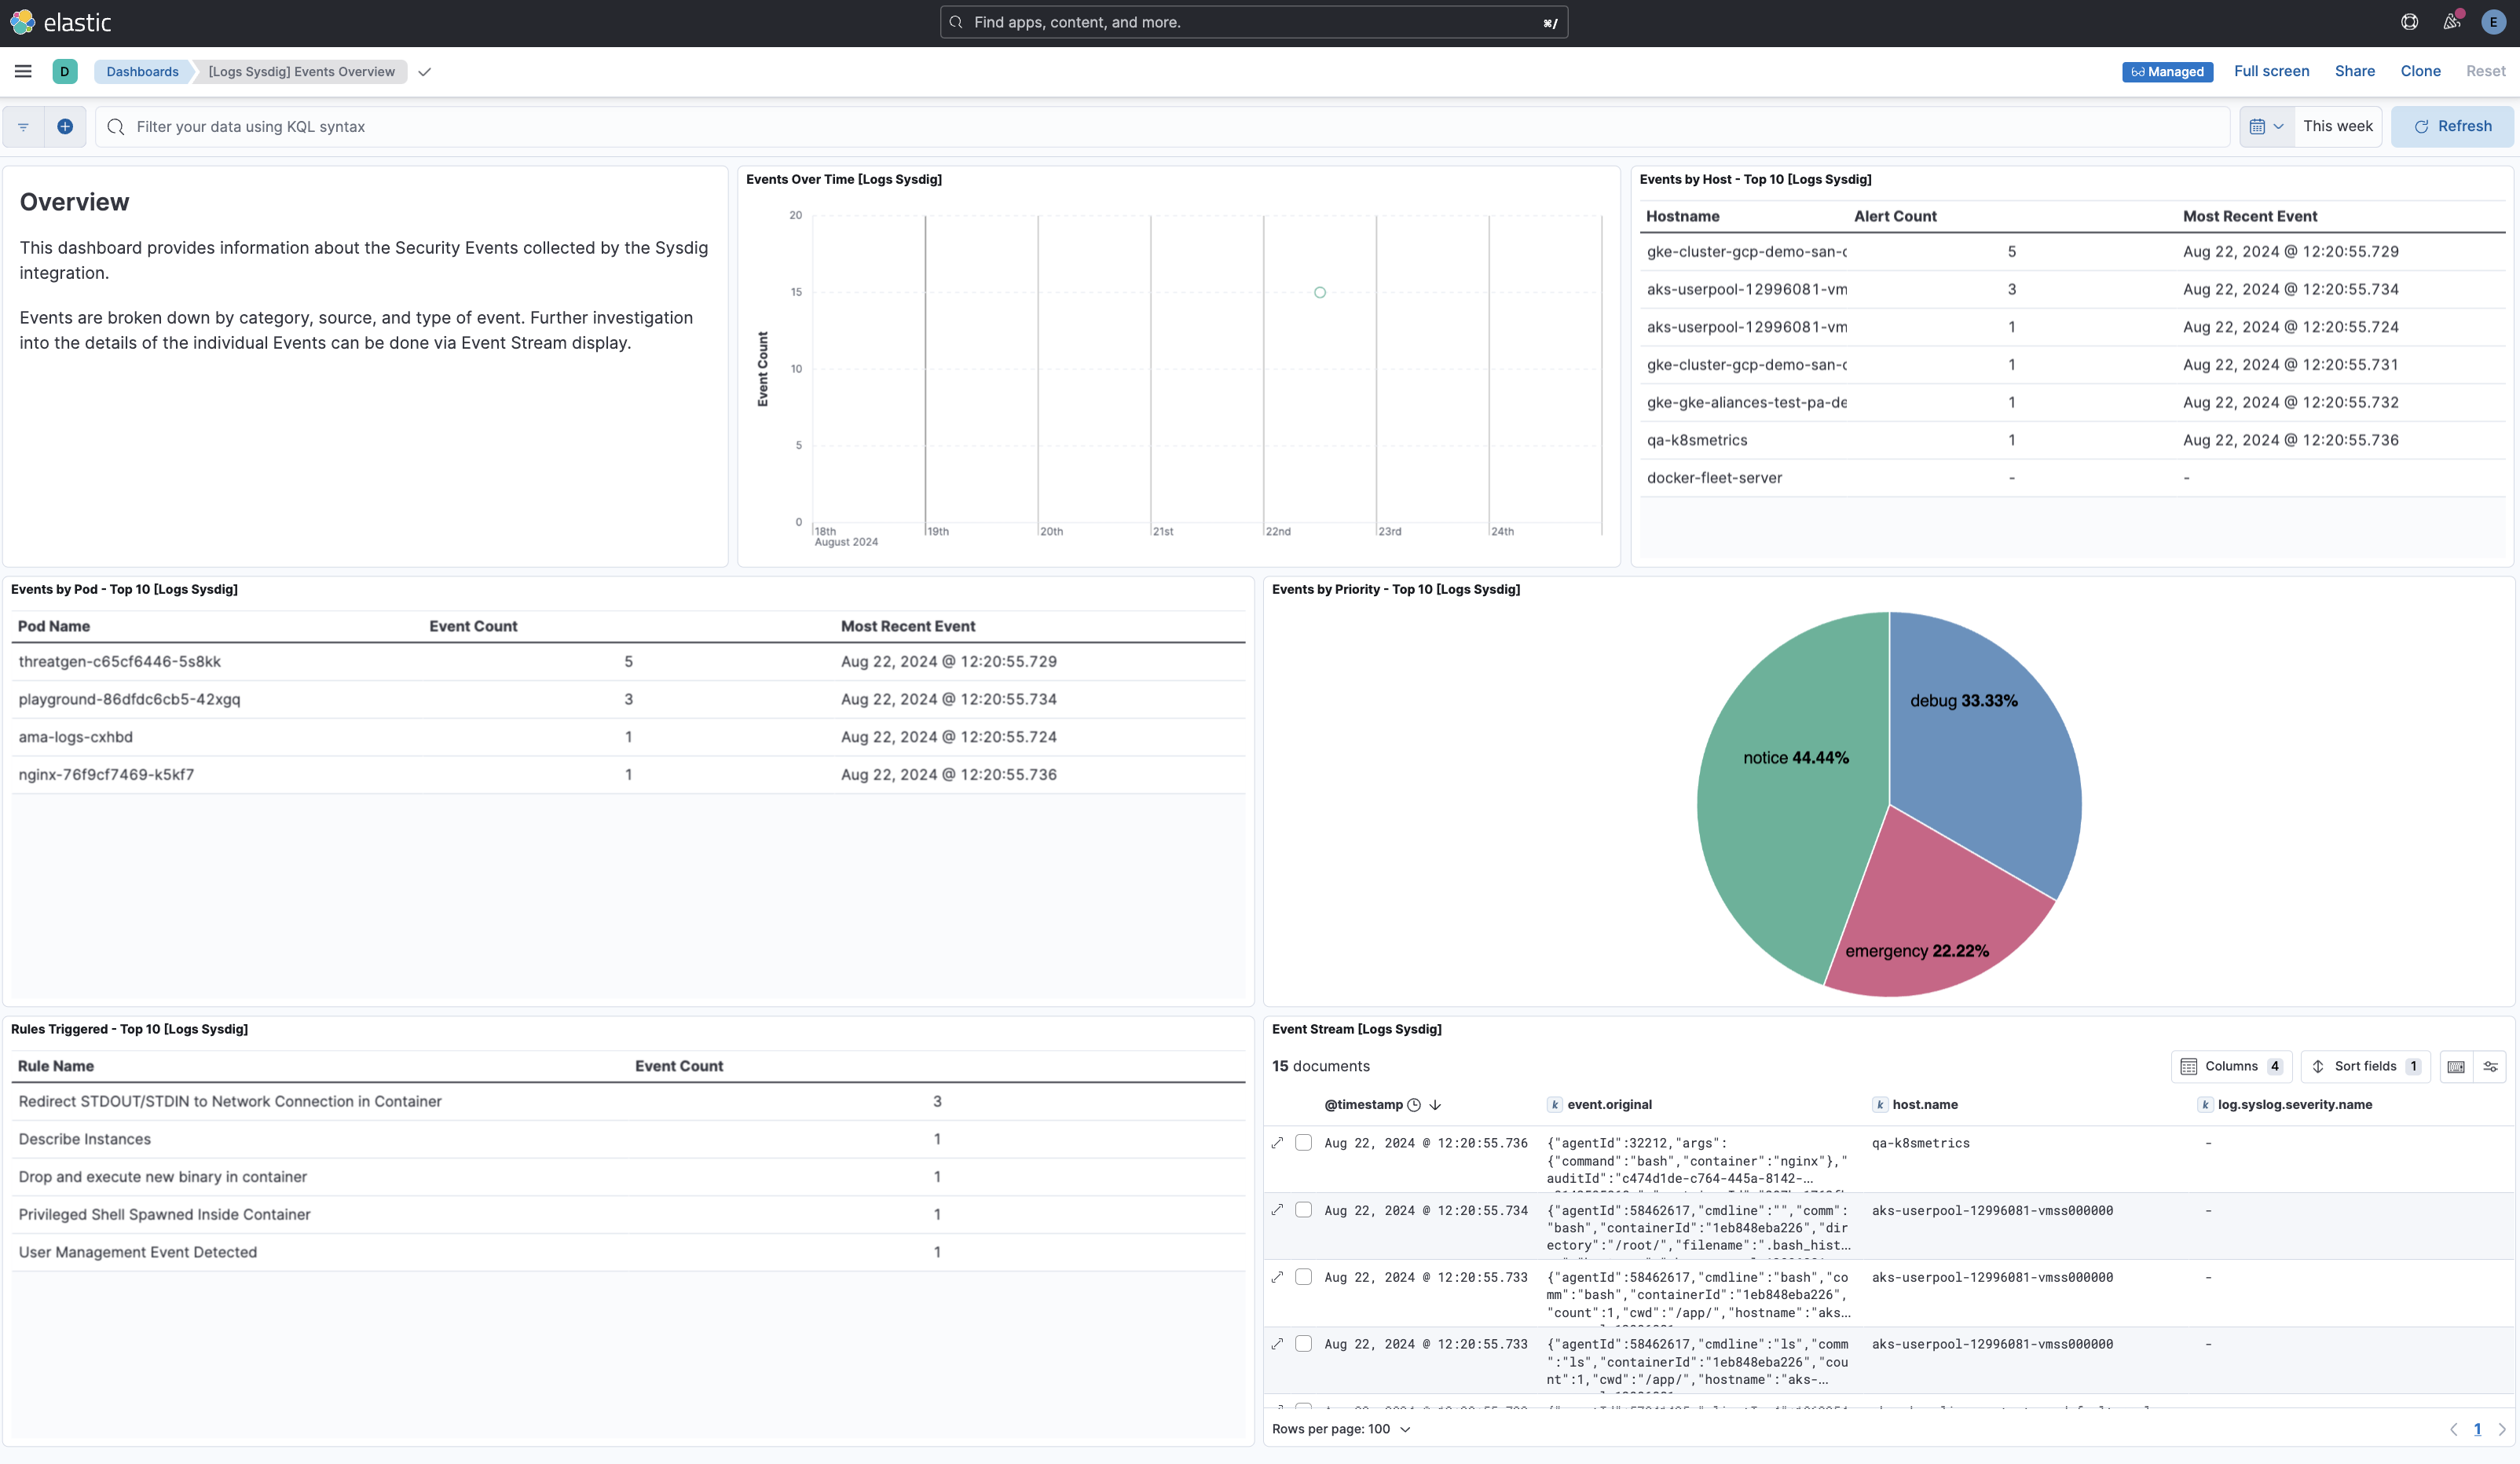 elastic
Find apps, content, and more.
⌘/
E
D
Dashboards
[Logs Sysdig] Events Overview
Managed
Full screen
Share
Clone
Reset
Filter your data using KQL syntax
This week
Refresh
Overview
This dashboard provides information about the Security Events collected by the Sysdig
integration.
Events are broken down by category, source, and type of event. Further investigation
into the details of the individual Events can be done via Event Stream display.
Events Over Time [Logs Sysdig]
Event Count
20
15
10
5
0
18th
August 2024
19th
20th
21st
22nd
23rd
24th
Events by Host - Top 10 [Logs Sysdig]
Hostname Alert Count Most Recent Event
gke-cluster-gcp-demo-san-c 5 Aug 22, 2024 @ 12:20:55.729
aks-userpool-12996081-vm 3 Aug 22, 2024 @ 12:20:55.734
aks-userpool-12996081-vm 1 Aug 22, 2024 @ 12:20:55.724
gke-cluster-gcp-demo-san-c 1 Aug 22, 2024 @ 12:20:55.731
gke-gke-aliances-test-pa-de 1 Aug 22, 2024 @ 12:20:55.732
qa-k8smetrics 1 Aug 22, 2024 @ 12:20:55.736
docker-fleet-server - -
Events by Pod - Top 10 [Logs Sysdig]
Pod Name Event Count Most Recent Event
threatgen-c65cf6446-5s8kk 5 Aug 22, 2024 @ 12:20:55.729
playground-86dfdc6cb5-42xgq 3 Aug 22, 2024 @ 12:20:55.734
ama-logs-cxhbd 1 Aug 22, 2024 @ 12:20:55.724
nginx-76f9cf7469-k5kf7 1 Aug 22, 2024 @ 12:20:55.736
Events by Priority - Top 10 [Logs Sysdig]
debug 33.33%
notice 44.44%
emergency 22.22%
Rules Triggered - Top 10 [Logs Sysdig]
Rule Name Event Count
Redirect STDOUT/STDIN to Network Connection in Container 3
Describe Instances 1
Drop and execute new binary in container 1
Privileged Shell Spawned Inside Container 1
User Management Event Detected 1
Event Stream [Logs Sysdig]
15 documents
Columns 4
Sort fields 1
@timestamp k event.original k host.name k log.syslog.severity.name
Aug 22, 2024 @ 12:20:55.736 {"agentId":32212,"args": qa-k8smetrics -
{"command":"bash","container":"nginx"},"
auditId":"c474d1de-c764-445a-8142-…
Aug 22, 2024 @ 12:20:55.734 {"agentId":58462617,"cmdline":"","comm": aks-userpool-12996081-vmss000000 -
"bash","containerId":"1eb848eba226","dir
ectory":"/root/","filename":".bash_hist…
Aug 22, 2024 @ 12:20:55.733 {"agentId":58462617,"cmdline":"bash","co aks-userpool-12996081-vmss000000 -
mm":"bash","containerId":"1eb848eba226",
"count":1,"cwd":"/app/","hostname":"aks…
Aug 22, 2024 @ 12:20:55.733 {"agentId":58462617,"cmdline":"ls","comm aks-userpool-12996081-vmss000000 -
":"ls","containerId":"1eb848eba226","cou
nt":1,"cwd":"/app/","hostname":"aks-…
Rows per page: 100
1